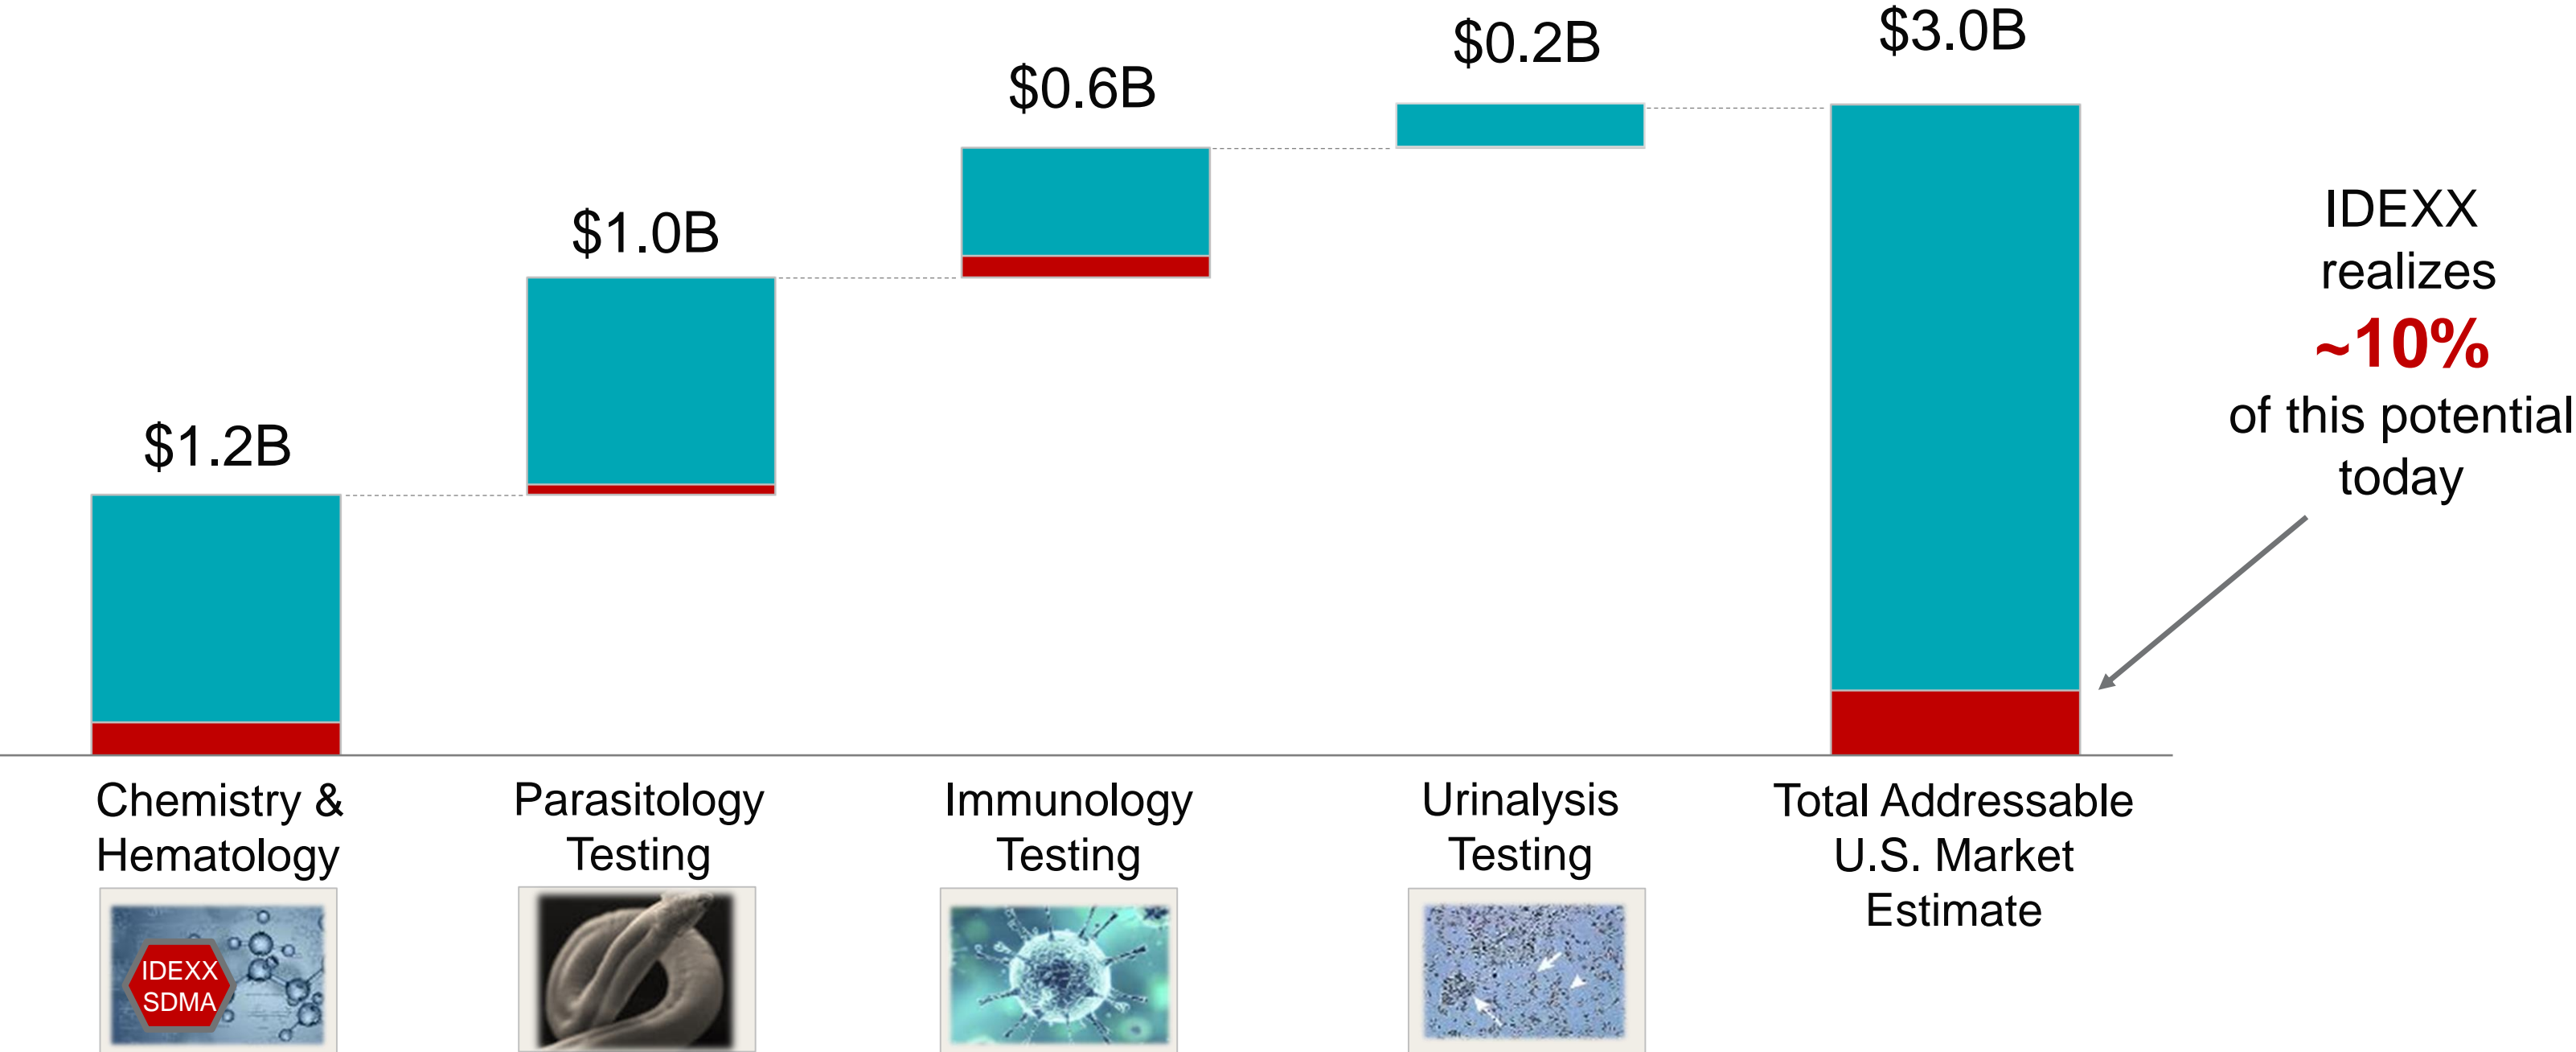 $1.2B
$1.0B
$0.6B
$0.2B
$3.0B
IDEXX
realizes
~10%
of this potential
today
Chemistry &
Hematology
Parasitology
Testing
Immunology
Testing
Urinalysis
Testing
Total Addressable
U.S. Market
Estimate
IDEXX
SDMA